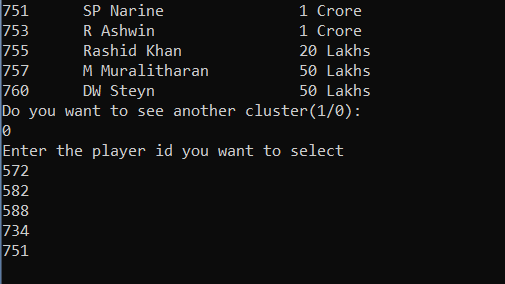 751 SP Narine 1 Crore
753 R Ashwin 1 Crore
755 Rashid Khan 20 Lakhs
757 M Muralitharan 50 Lakhs
760 DW Steyn 50 Lakhs
Do you want to see another cluster(1/0):
0
Enter the player id you want to select
572
582
588
734
751